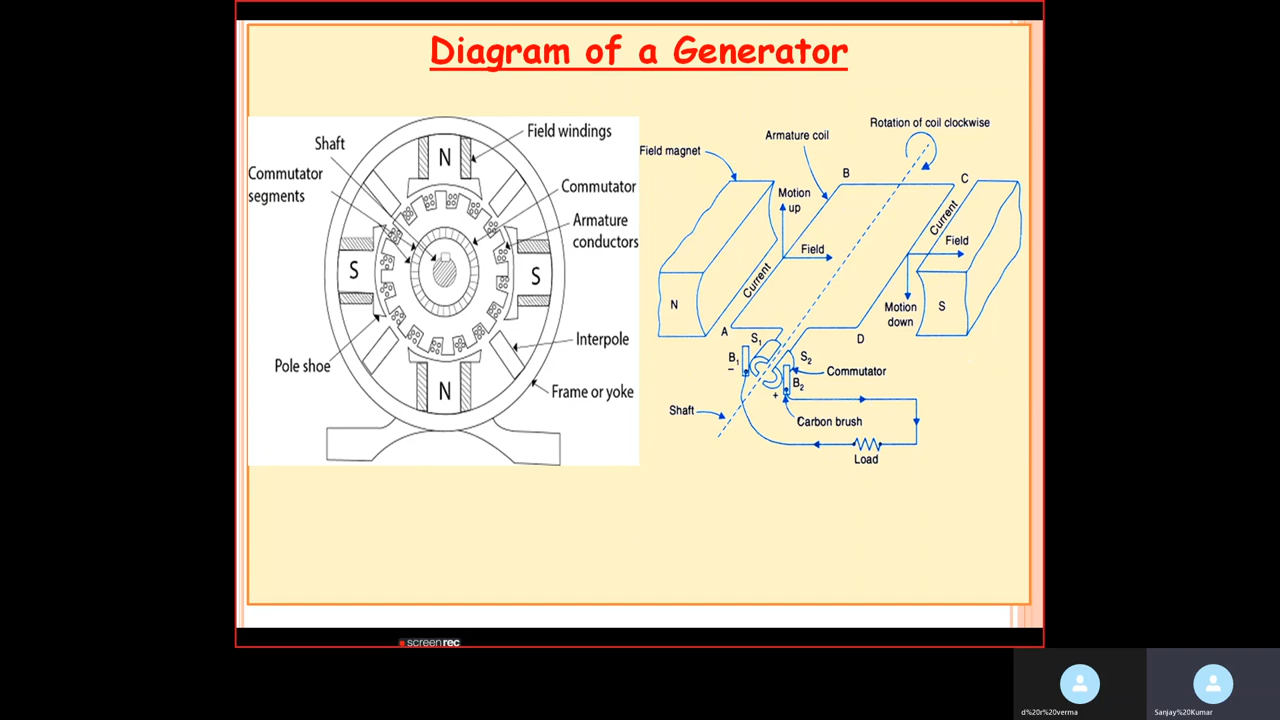 Diagram of a Generator
Shaft
Commutator
segments
N
Field windings
Commutator
Armature
conductors
S
S
Pole shoe
N
Interpole
Frame or yoke
Rotation of coil clockwise
Armature coil
Field magnet
B
C
Motion
up
Current
Field
Field
Current
N
Motion
down
S
A
S1
D
B1
S2
−
Commutator
B2
+
Shaft
Carbon brush
Load
screenrec
d%20r%20verma
Sanjay%20Kumar